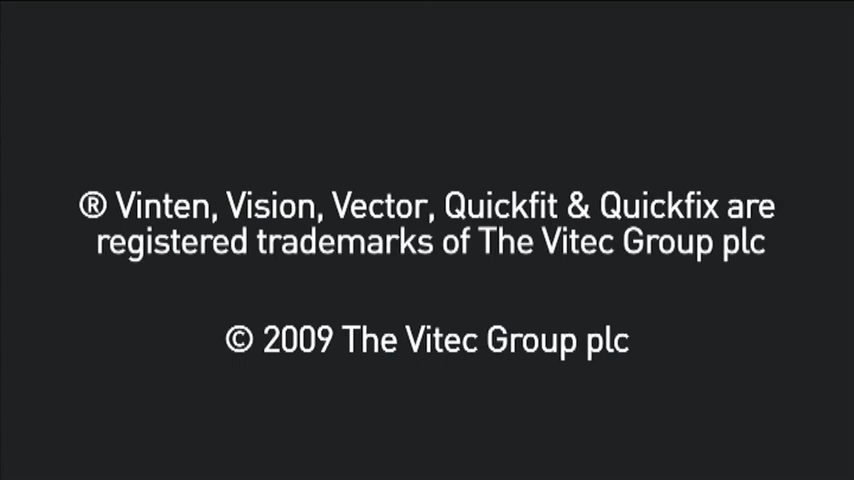 ® Vinten, Vision, Vector, Quickfit & Quickfix are
registered trademarks of The Vitec Group plc
© 2009 The Vitec Group plc